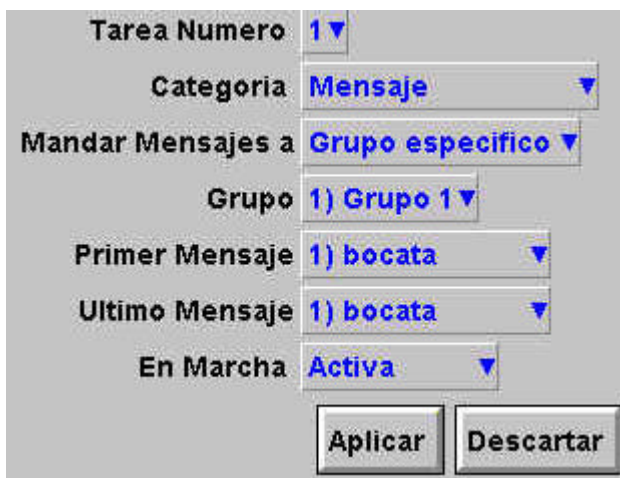 Tarea Numero 1
Categoria Mensaje
Mandar Mensajes a Grupo especifico
Grupo 1) Grupo 1
Primer Mensaje 1) bocata
Ultimo Mensaje 1) bocata
En Marcha Activa
Aplicar Descartar